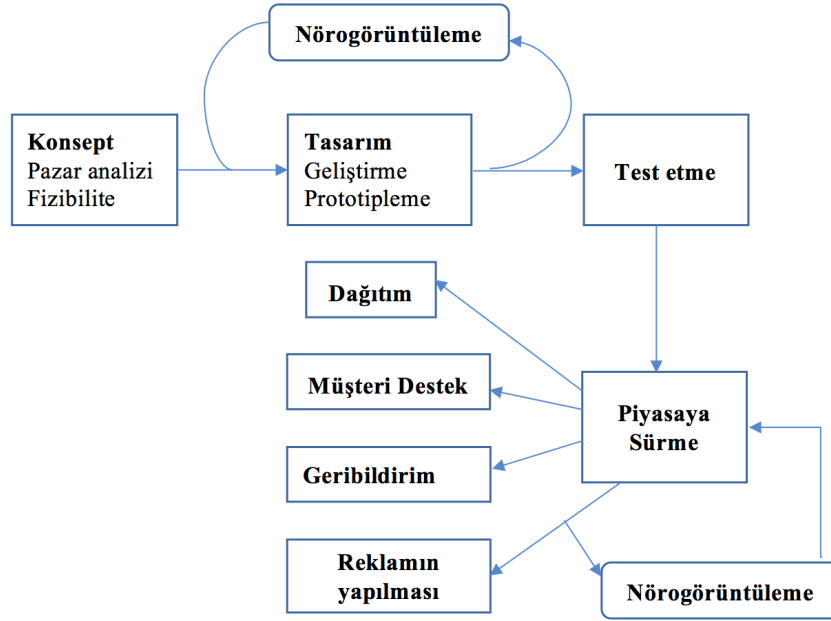 Nörogörüntüleme
Konsept
Pazar analizi
Fizibilite
Tasarım
Geliştirme
Prototipleme
Test etme
Dağıtım
Müşteri Destek
Piyasaya
Sürme
Geribildirim
Reklamın
yapılması
Nörogörüntüleme